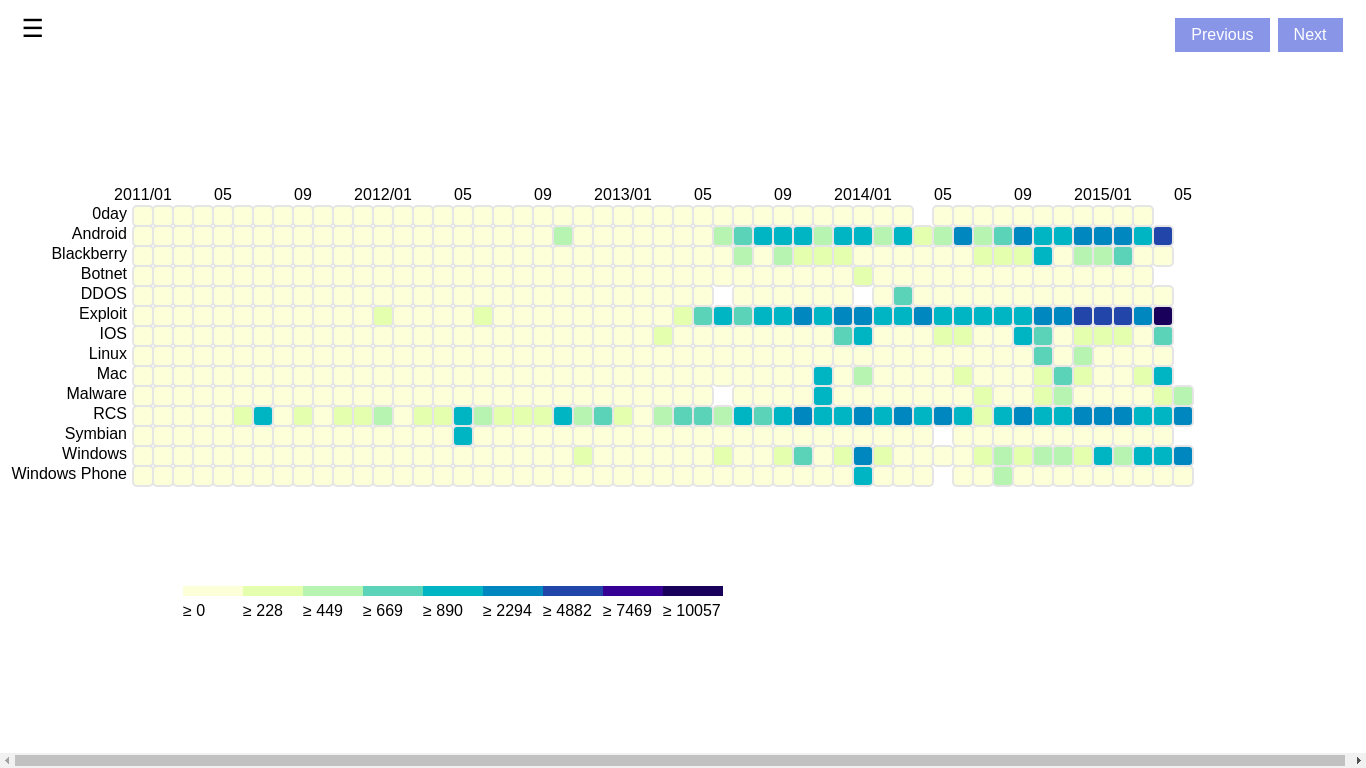 ☰
Previous Next
2011/01 05 09 2012/01 05 09 2013/01 05 09 2014/01 05 09 2015/01 05
0day
Android
Blackberry
Botnet
DDOS
Exploit
IOS
Linux
Mac
Malware
RCS
Symbian
Windows
Windows Phone
≥ 0 ≥ 228 ≥ 449 ≥ 669 ≥ 890 ≥ 2294 ≥ 4882 ≥ 7469 ≥ 10057